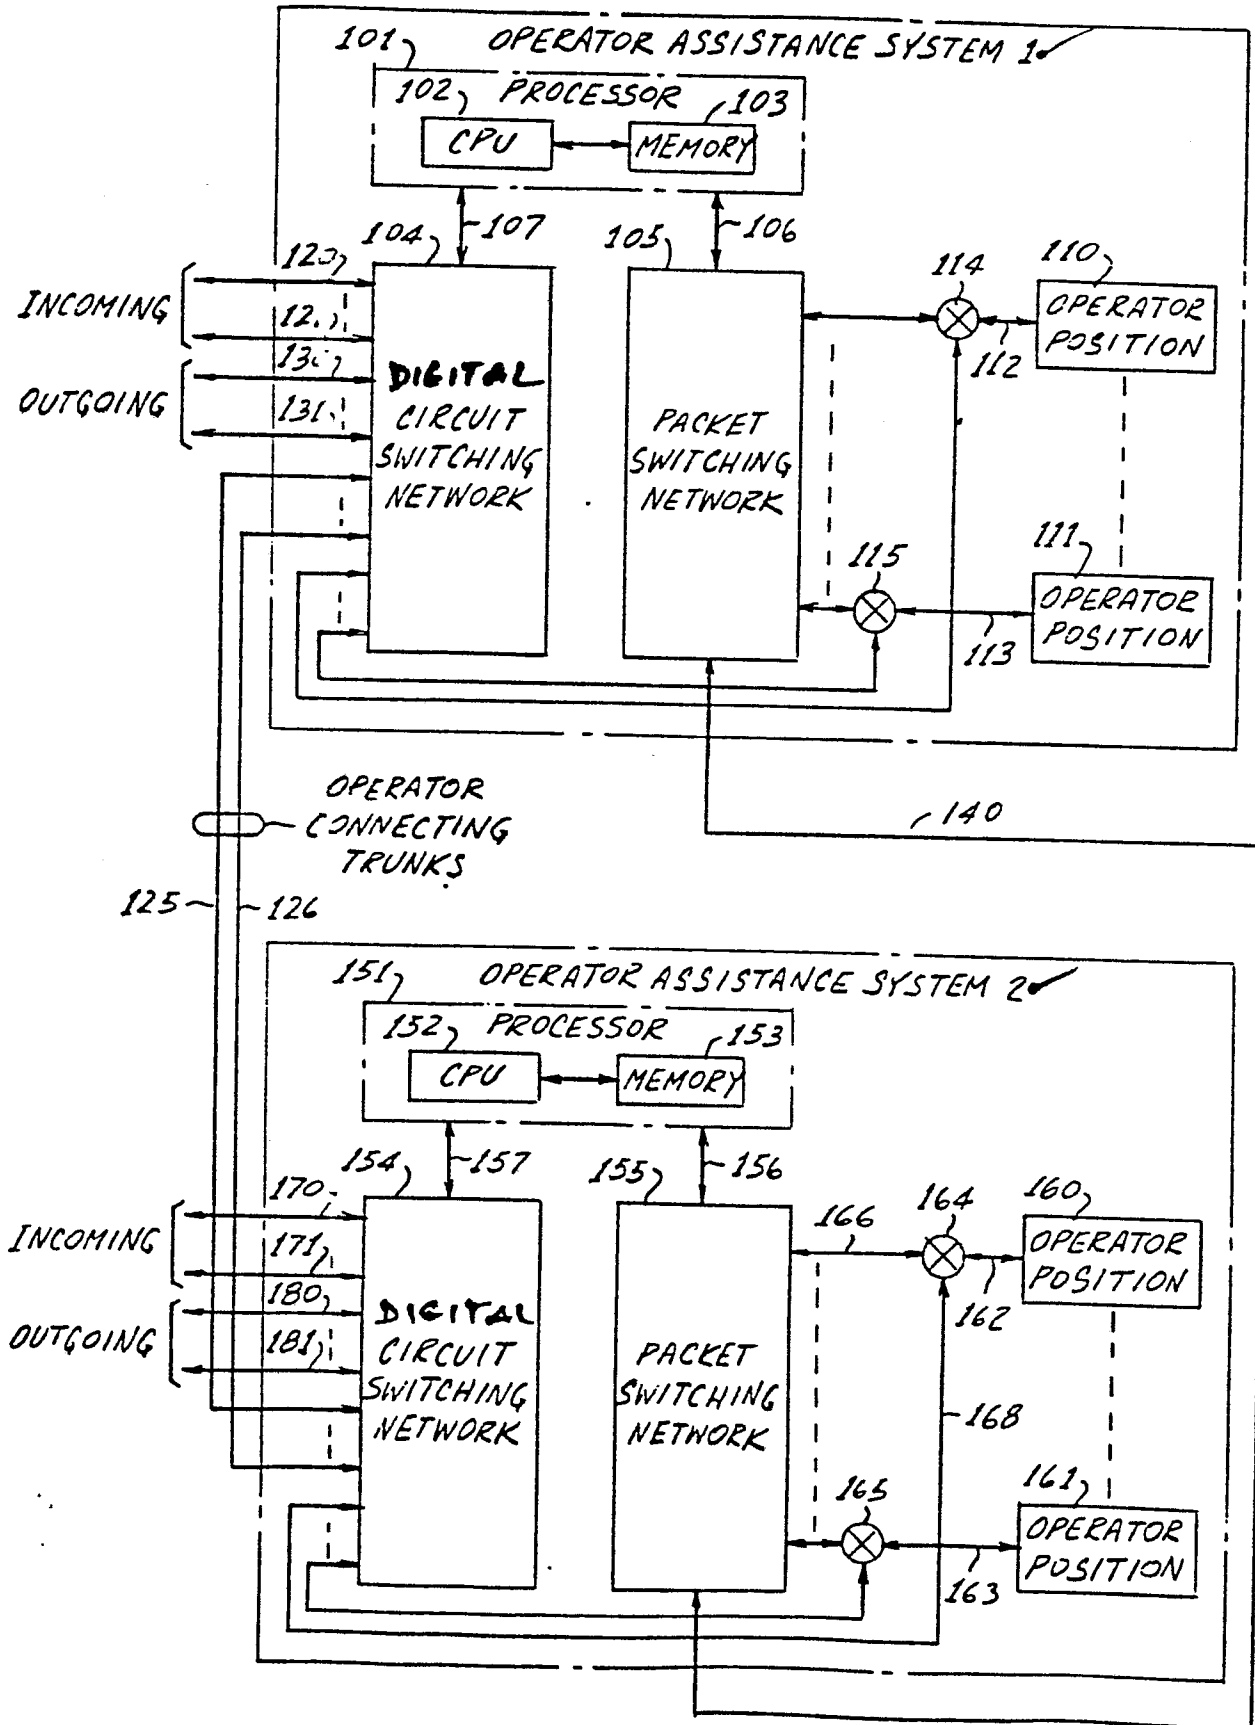 OPERATOR ASSISTANCE SYSTEM 1
101
PROCESSOR
102
103
CPU
MEMORY
107
106
104
105
INCOMING
OUTGOING
131
DIGITAL
CIRCUIT
SWITCHING
NETWORK
PACKET
SWITCHING
NETWORK
114
110
OPERATOR
POSITION
112
115
111
OPERATOR
POSITION
113
OPERATOR
CONNECTING
TRUNKS
140
125
126
OPERATOR ASSISTANCE SYSTEM 2
151
PROCESSOR
152
153
CPU
MEMORY
157
156
154
155
INCOMING
170
171
OUTGOING
180
181
DIGITAL
CIRCUIT
SWITCHING
NETWORK
PACKET
SWITCHING
NETWORK
166
164
160
OPERATOR
POSITION
162
168
165
161
OPERATOR
POSITION
163